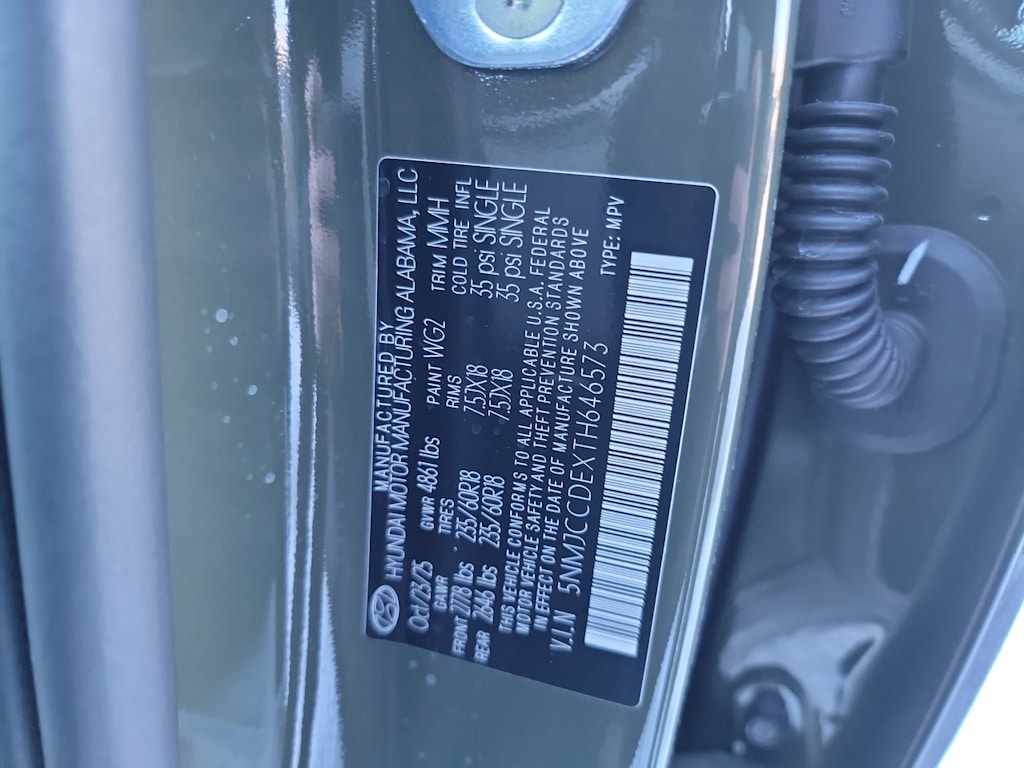 MANUFACTURED BY
HYUNDAI MOTOR MANUFACTURING ALABAMA, LLC
Oct/23/25 GVWR 4861 lbs PAINT WG2 TRIM MMH
GAWR TIRES RIMS COLD TIRE INFL
FRONT 2778 lbs 235/60R18 7.5JX18 35 psi SINGLE
REAR 2646 lbs 235/60R18 7.5JX18 35 psi SINGLE
THIS VEHICLE CONFORMS TO ALL APPLICABLE U.S.A. FEDERAL
MOTOR VEHICLE SAFETY AND THEFT PREVENTION STANDARDS
IN EFFECT ON THE DATE OF MANUFACTURE SHOWN ABOVE
V.I.N 5NMJCCDEXTH646573 TYPE: MPV